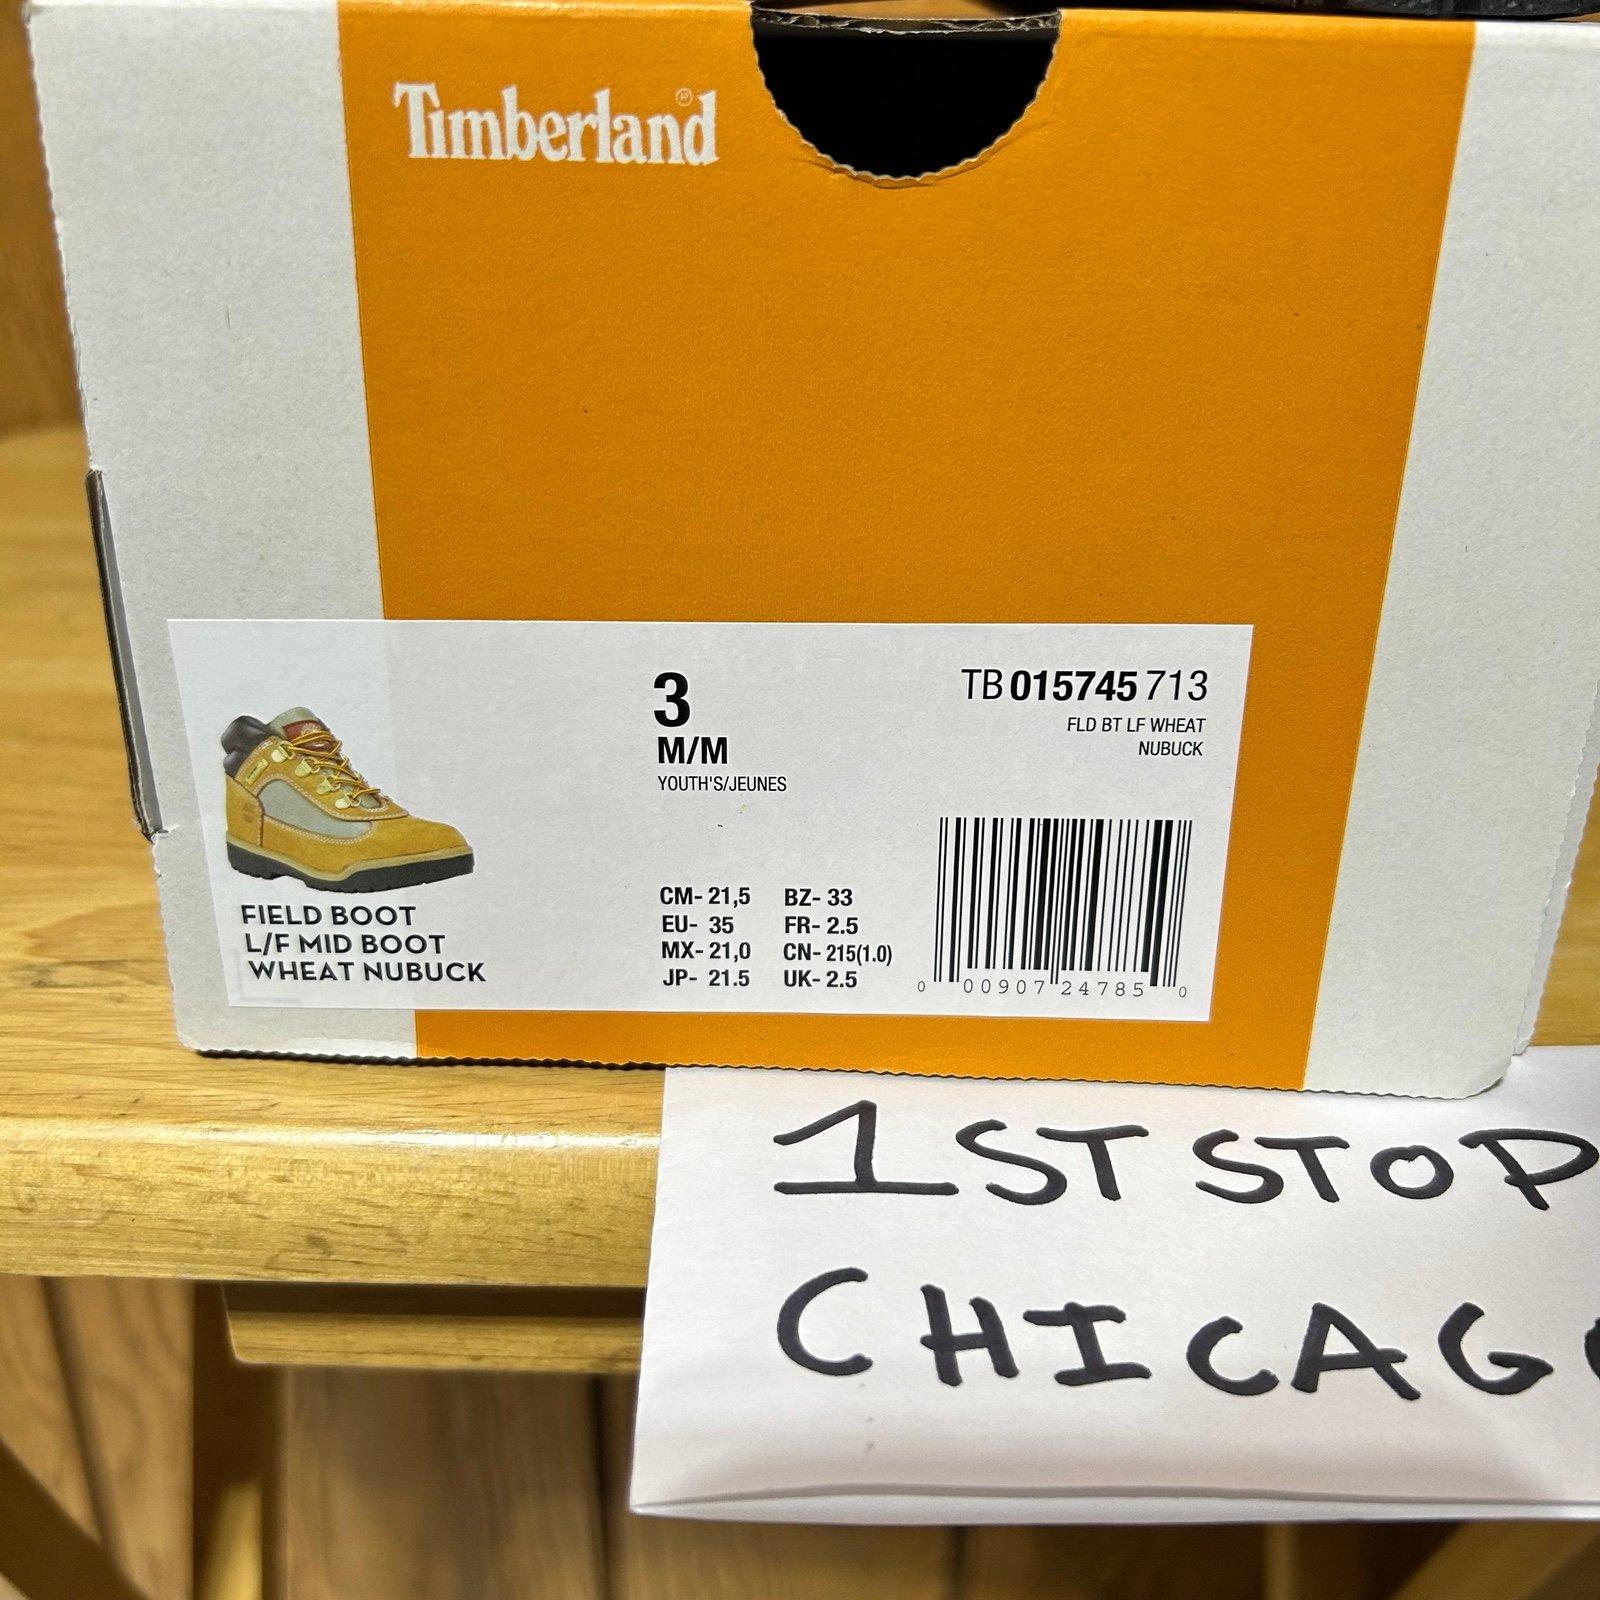 Timberland®
3
M/M
YOUTH'S/JEUNES
TB 015745 713
FLD BT LF WHEAT
NUBUCK
FIELD BOOT
L/F MID BOOT
WHEAT NUBUCK
CM- 21,5 BZ- 33
EU- 35 FR- 2.5
MX- 21,0 CN- 215(1.0)
JP- 21.5 UK- 2.5
0 00907 24785 0
1ST STOP
CHICAGO